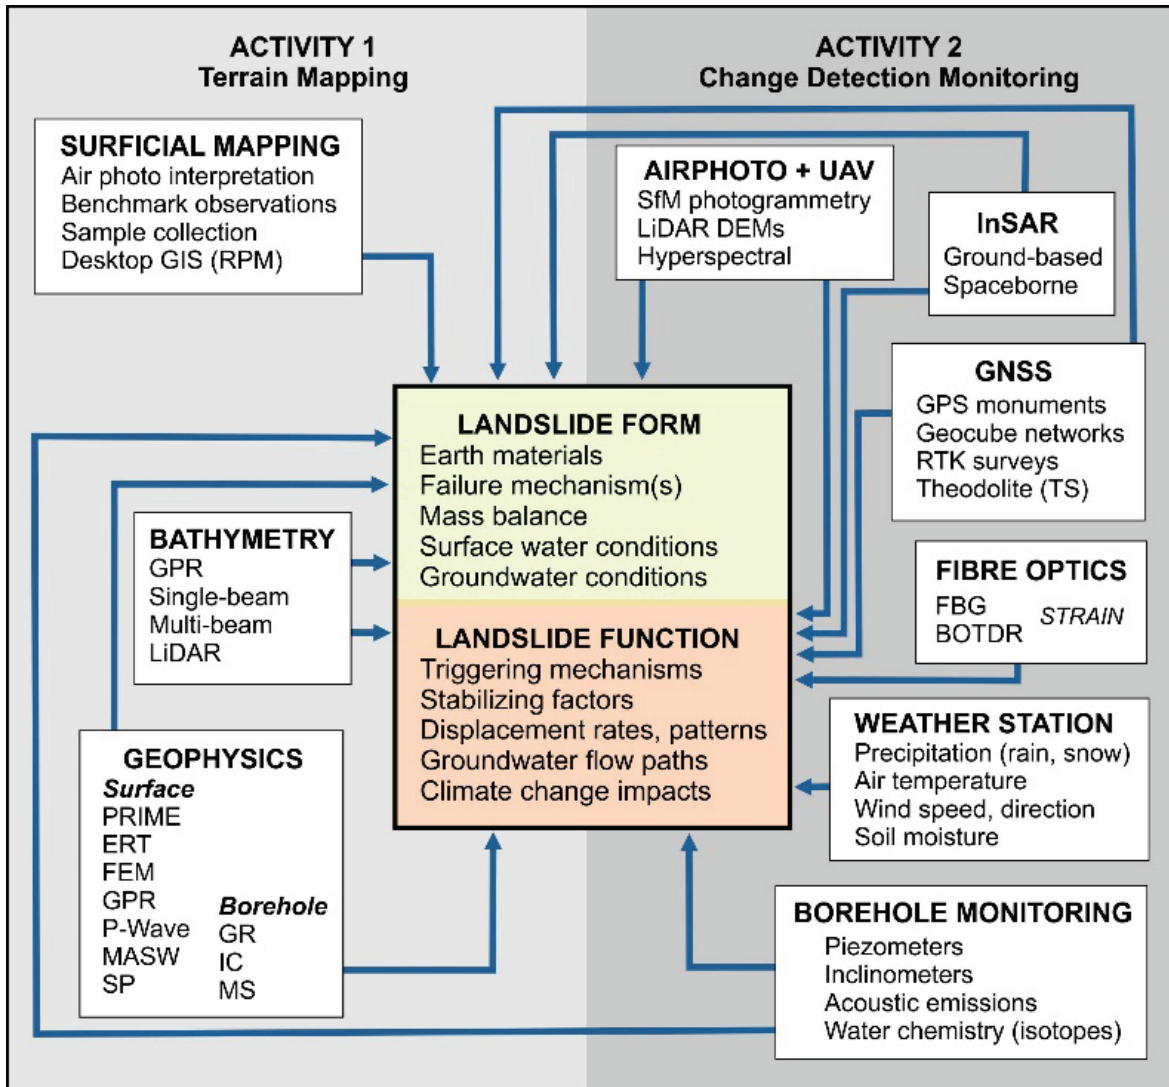 ACTIVITY 1
Terrain Mapping
ACTIVITY 2
Change Detection Monitoring
SURFICIAL MAPPING
Air photo interpretation
Benchmark observations
Sample collection
Desktop GIS (RPM)
AIRPHOTO + UAV
SfM photogrammetry
LiDAR DEMs
Hyperspectral
InSAR
Ground-based
Spaceborne
GNSS
GPS monuments
Geocube networks
RTK surveys
Theodolite (TS)
LANDSLIDE FORM
Earth materials
Failure mechanism(s)
Mass balance
Surface water conditions
Groundwater conditions
BATHYMETRY
GPR
Single-beam
Multi-beam
LiDAR
FIBRE OPTICS
FBG
BOTDR
STRAIN
LANDSLIDE FUNCTION
Triggering mechanisms
Stabilizing factors
Displacement rates, patterns
Groundwater flow paths
Climate change impacts
WEATHER STATION
Precipitation (rain, snow)
Air temperature
Wind speed, direction
Soil moisture
GEOPHYSICS
Surface
PRIME
ERT
FEM
GPR
P-Wave
MASW
SP
Borehole
GR
IC
MS
BOREHOLE MONITORING
Piezometers
Inclinometers
Acoustic emissions
Water chemistry (isotopes)